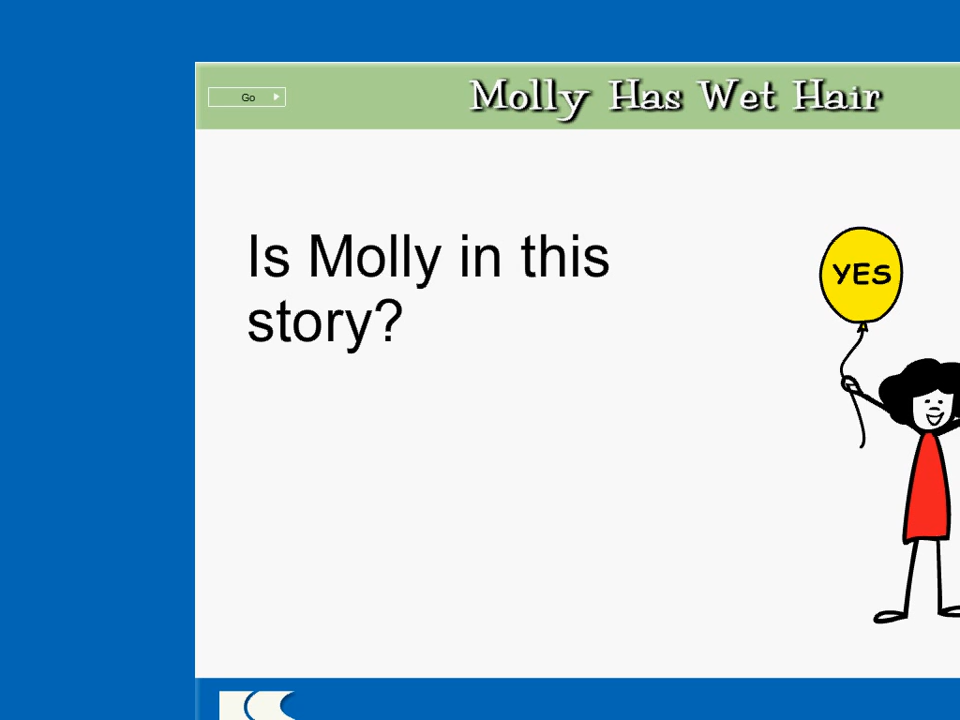 Go
Molly Has Wet Hair
Is Molly in this
story?
YES